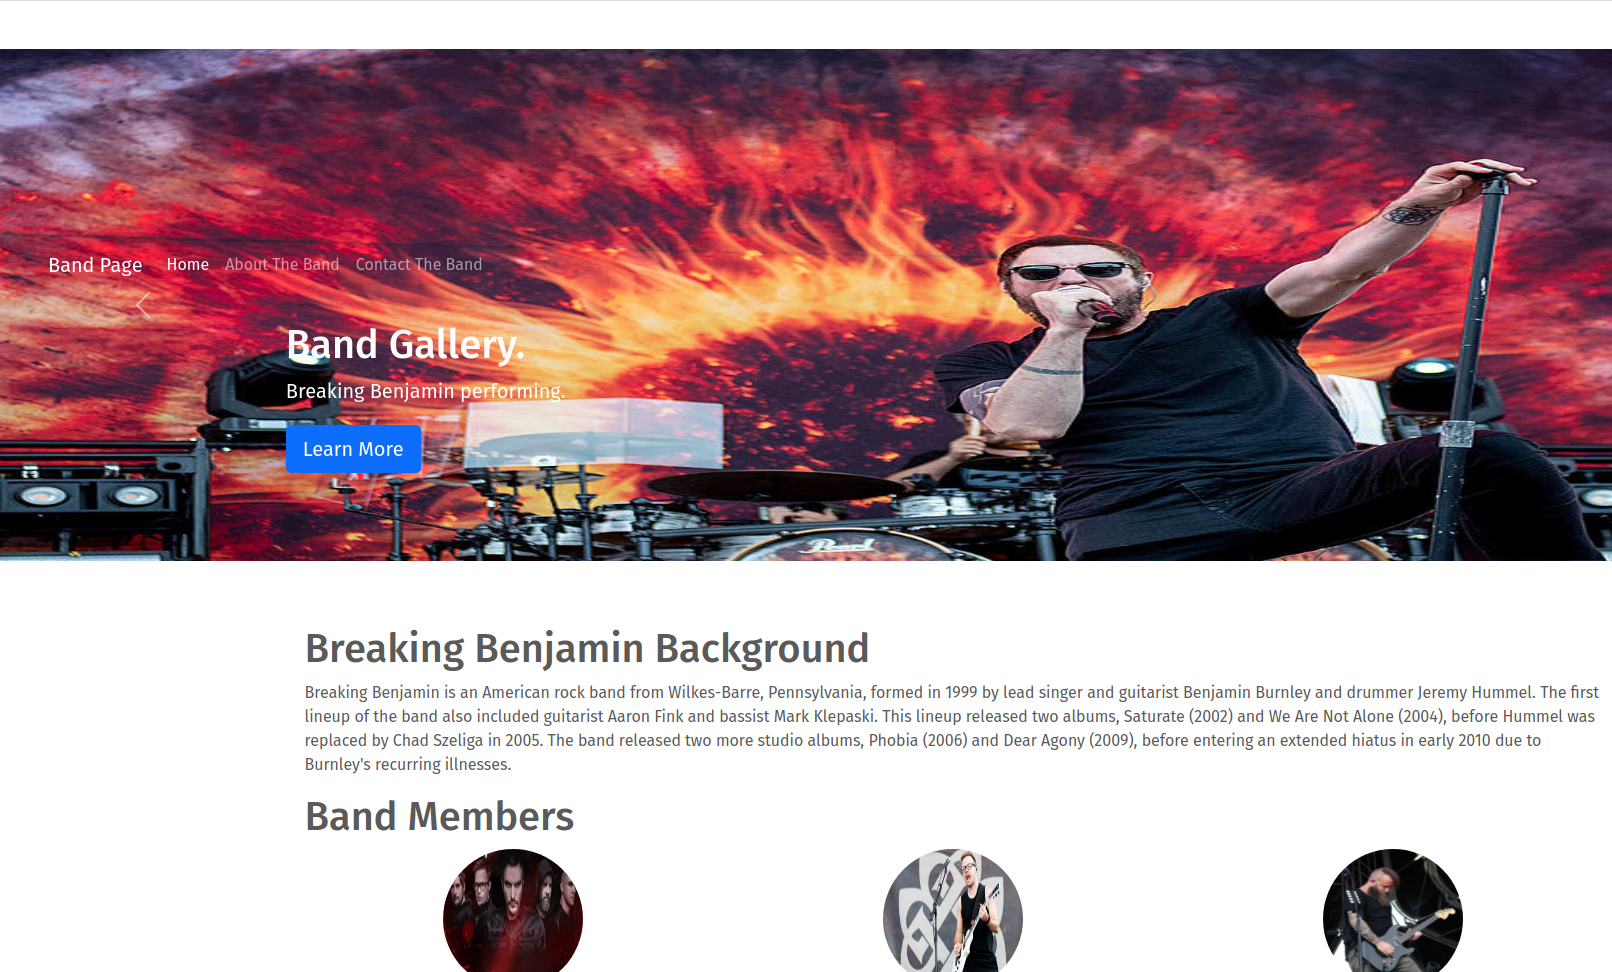 Band Page Home About The Band Contact The Band
Band Gallery.
Breaking Benjamin performing.
Learn More
Pearl
Breaking Benjamin Background
Breaking Benjamin is an American rock band from Wilkes-Barre, Pennsylvania, formed in 1999 by lead singer and guitarist Benjamin Burnley and drummer Jeremy Hummel. The first
lineup of the band also included guitarist Aaron Fink and bassist Mark Klepaski. This lineup released two albums, Saturate (2002) and We Are Not Alone (2004), before Hummel was
replaced by Chad Szeliga in 2005. The band released two more studio albums, Phobia (2006) and Dear Agony (2009), before entering an extended hiatus in early 2010 due to
Burnley's recurring illnesses.
Band Members